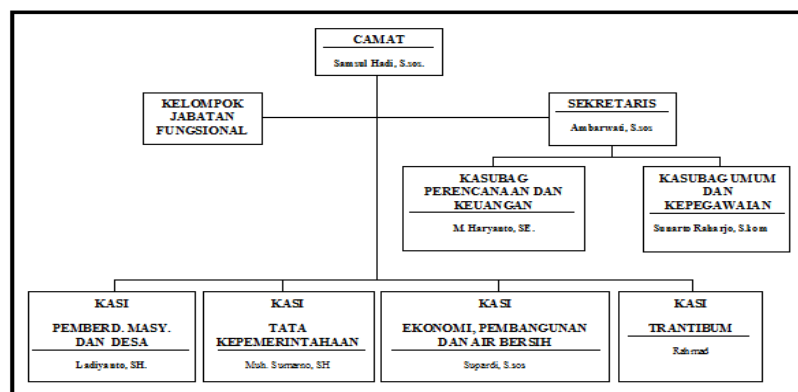 CAMAT
Samsul Hadi, S.sos.
KELOMPOK
JABATAN
FUNGSIONAL
SEKRETARIS
Ambarwati, S.sos
KASUBAG
PERENCANAAN DAN
KEUANGAN
M. Haryanto, SE.
KASUBAG UMUM
DAN
KEPEGAWAIAN
Sunarto Raharjo, S.kom
KASI
PEMBERD. MASY.
DAN DESA
Ladiyanto, SH.
KASI
TATA
KEPEMERINTAHAAN
Muh. Sumarno, SH
KASI
EKONOMI, PEMBANGUNAN
DAN AIR BERSIH
Supardi, S.sos
KASI
TRANTIBUM
Rahmad